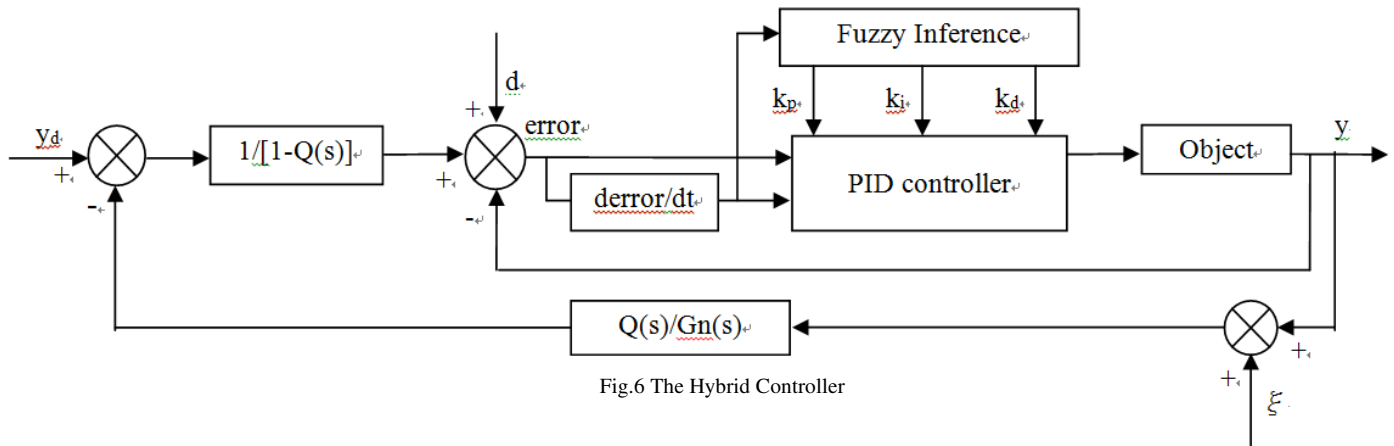 Fuzzy Inference
d
kp
ki
kd
+
error
y
yd
1/[1-Q(s)]
Object
+
+
PID controller
-
derror/dt
-
Q(s)/Gn(s)
+
+
Fig.6 The Hybrid Controller
ξ